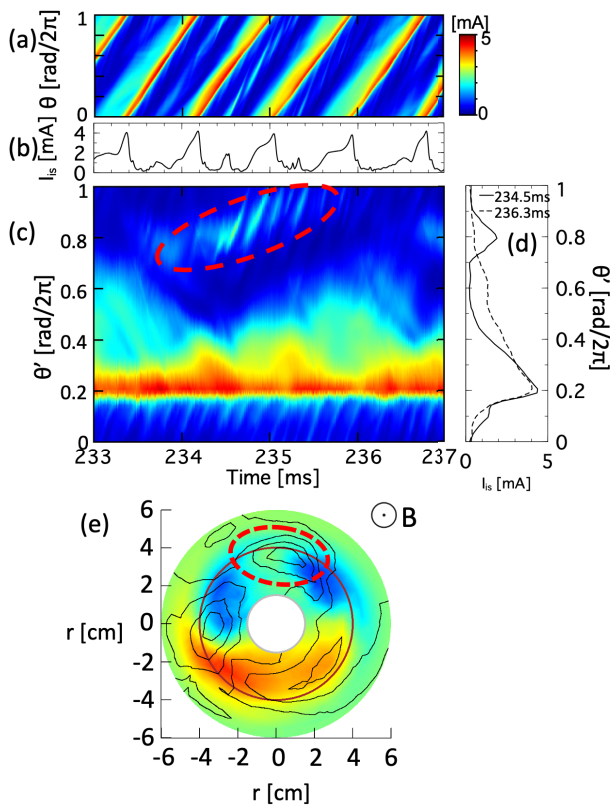 (a)
θ [rad/2π]
1
0
[mA]
5
0
(b)
I_is [mA]
4
2
0
(c)
θ' [rad/2π]
1
0.8
0.6
0.4
0.2
0
233 234 235 236 237
Time [ms]
234.5ms
236.3ms
(d)
1
0.8
0.6
0.4
0.2
0
θ' [rad/2π]
0 5
I_is [mA]
(e)
B
6
4
2
0
-2
-4
-6
r [cm]
-6 -4 -2 0 2 4 6
r [cm]